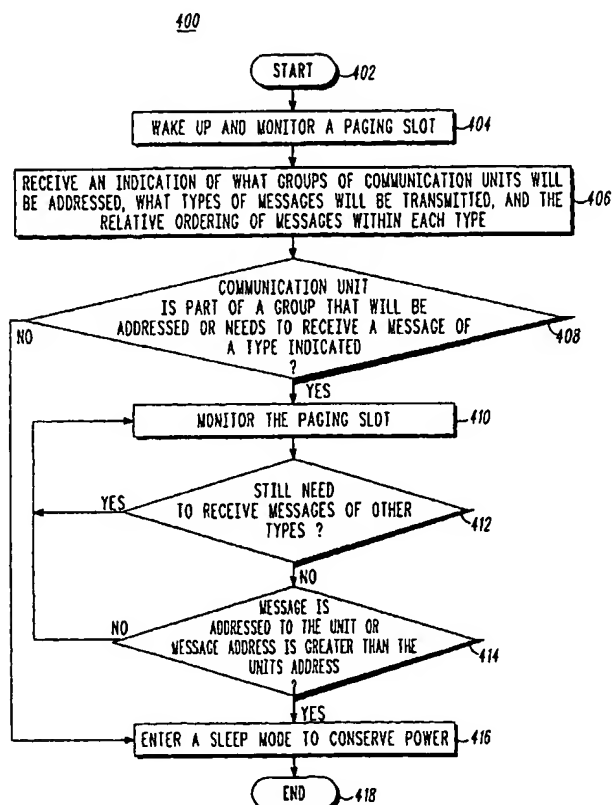 400
START
402
WAKE UP AND MONITOR A PAGING SLOT
404
RECEIVE AN INDICATION OF WHAT GROUPS OF COMMUNICATION UNITS WILL
BE ADDRESSED, WHAT TYPES OF MESSAGES WILL BE TRANSMITTED, AND THE
RELATIVE ORDERING OF MESSAGES WITHIN EACH TYPE
406
COMMUNICATION UNIT
IS PART OF A GROUP THAT WILL BE
ADDRESSED OR NEEDS TO RECEIVE A MESSAGE OF
A TYPE INDICATED
?
408
NO
YES
MONITOR THE PAGING SLOT
410
STILL NEED
TO RECEIVE MESSAGES OF OTHER
TYPES ?
412
YES
NO
MESSAGE IS
ADDRESSED TO THE UNIT OR
MESSAGE ADDRESS IS GREATER THAN THE
UNITS ADDRESS
?
414
NO
YES
ENTER A SLEEP MODE TO CONSERVE POWER
416
END
418